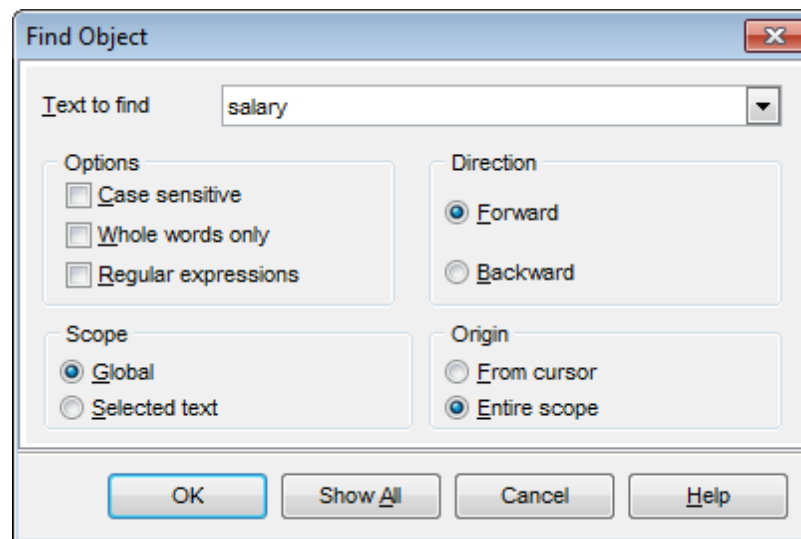 Find Object
Text to find salary
Options
Case sensitive
Whole words only
Regular expressions
Direction
Forward
Backward
Scope
Global
Selected text
Origin
From cursor
Entire scope
OK Show All Cancel Help